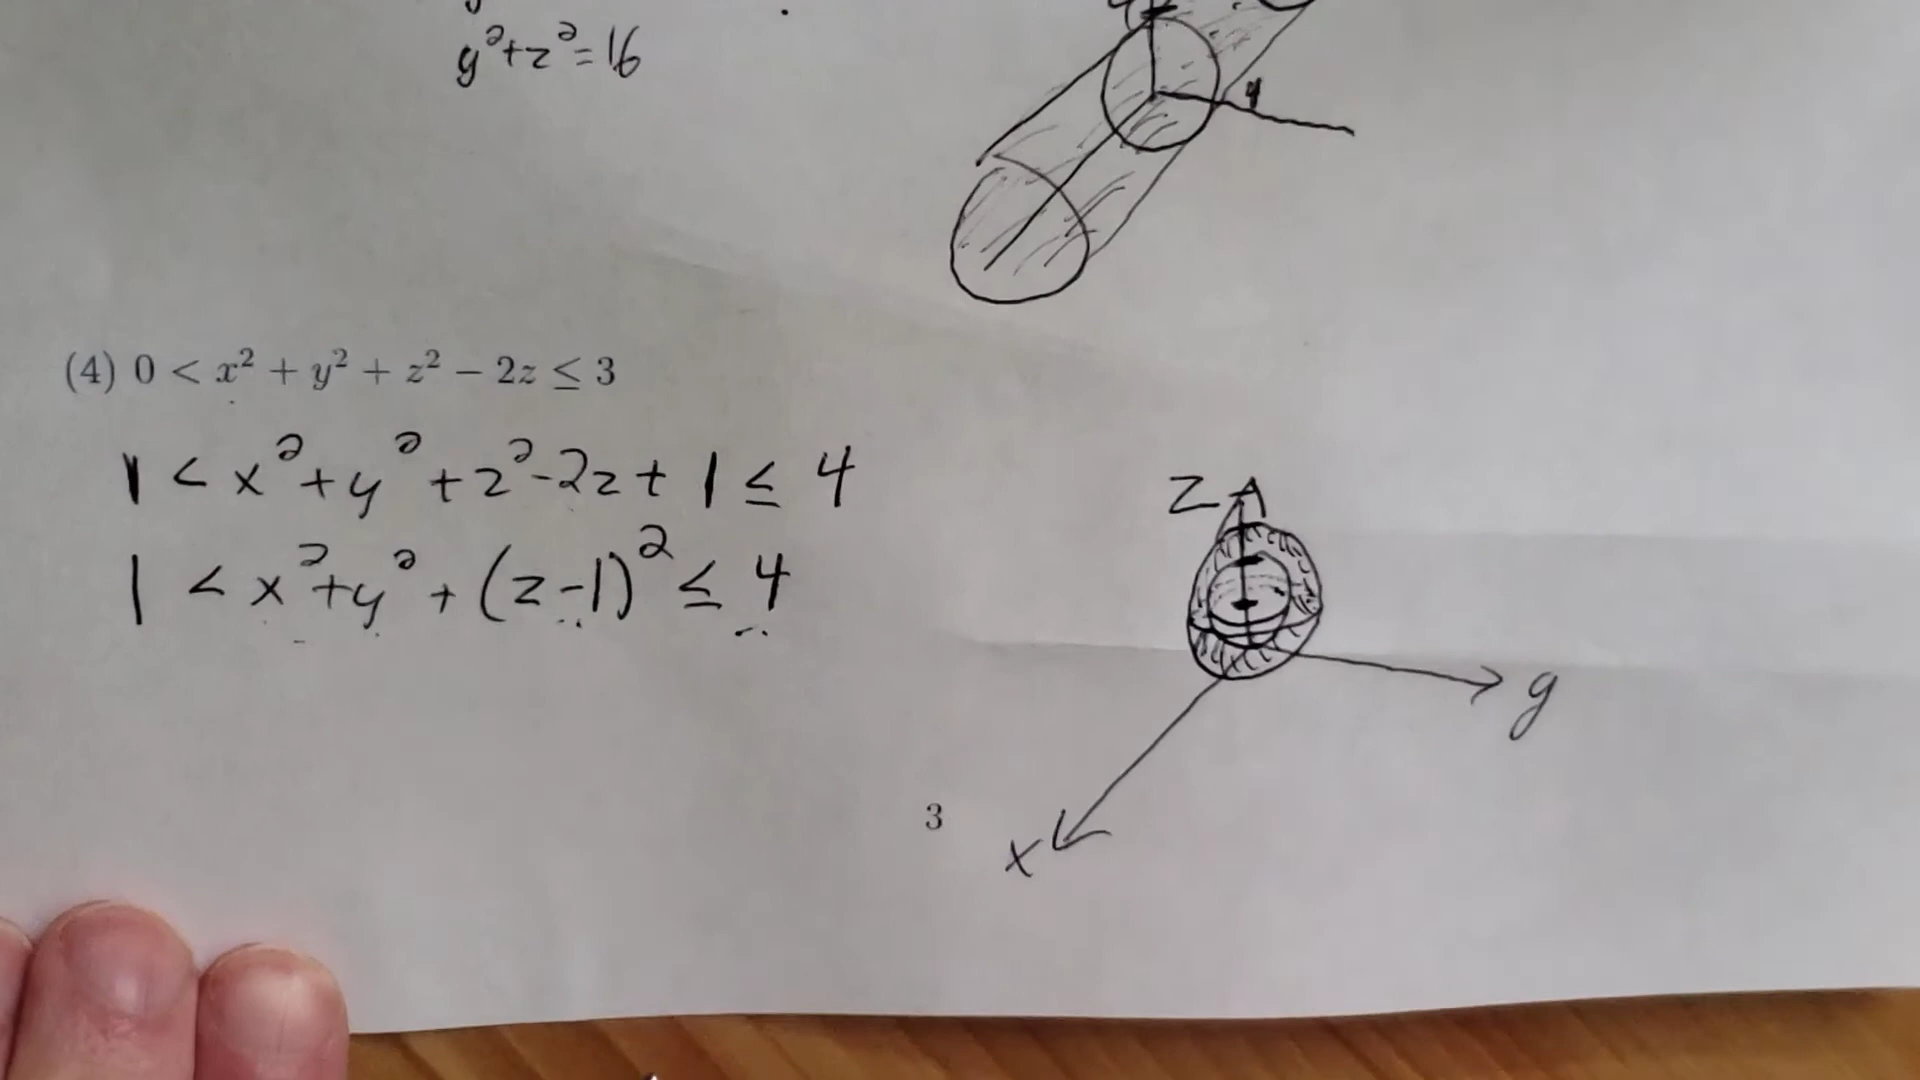 y²+z²=16
4
(4) 0 < x² + y² + z² − 2z ≤ 3
1 < x²+y²+z²-2z+1 ≤ 4
1 < x²+y²+(z-1)² ≤ 4
z
y
x
3